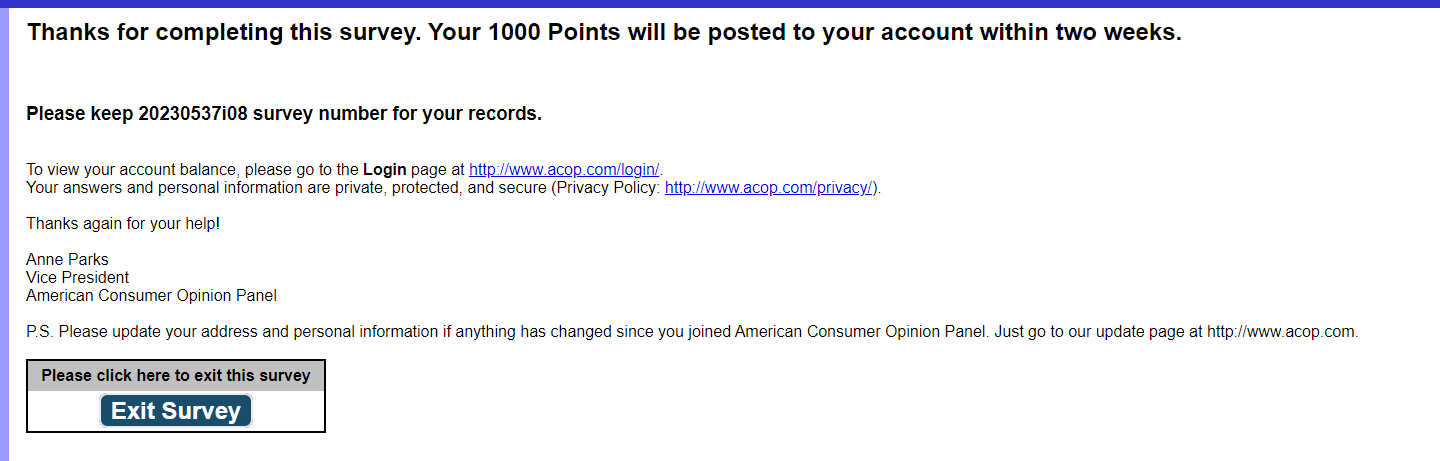 Thanks for completing this survey. Your 1000 Points will be posted to your account within two weeks.
Please keep 20230537i08 survey number for your records.
To view your account balance, please go to the Login page at http://www.acop.com/login/.
Your answers and personal information are private, protected, and secure (Privacy Policy: http://www.acop.com/privacy/).
Thanks again for your help!
Anne Parks
Vice President
American Consumer Opinion Panel
P.S. Please update your address and personal information if anything has changed since you joined American Consumer Opinion Panel. Just go to our update page at http://www.acop.com.
Please click here to exit this survey
Exit Survey